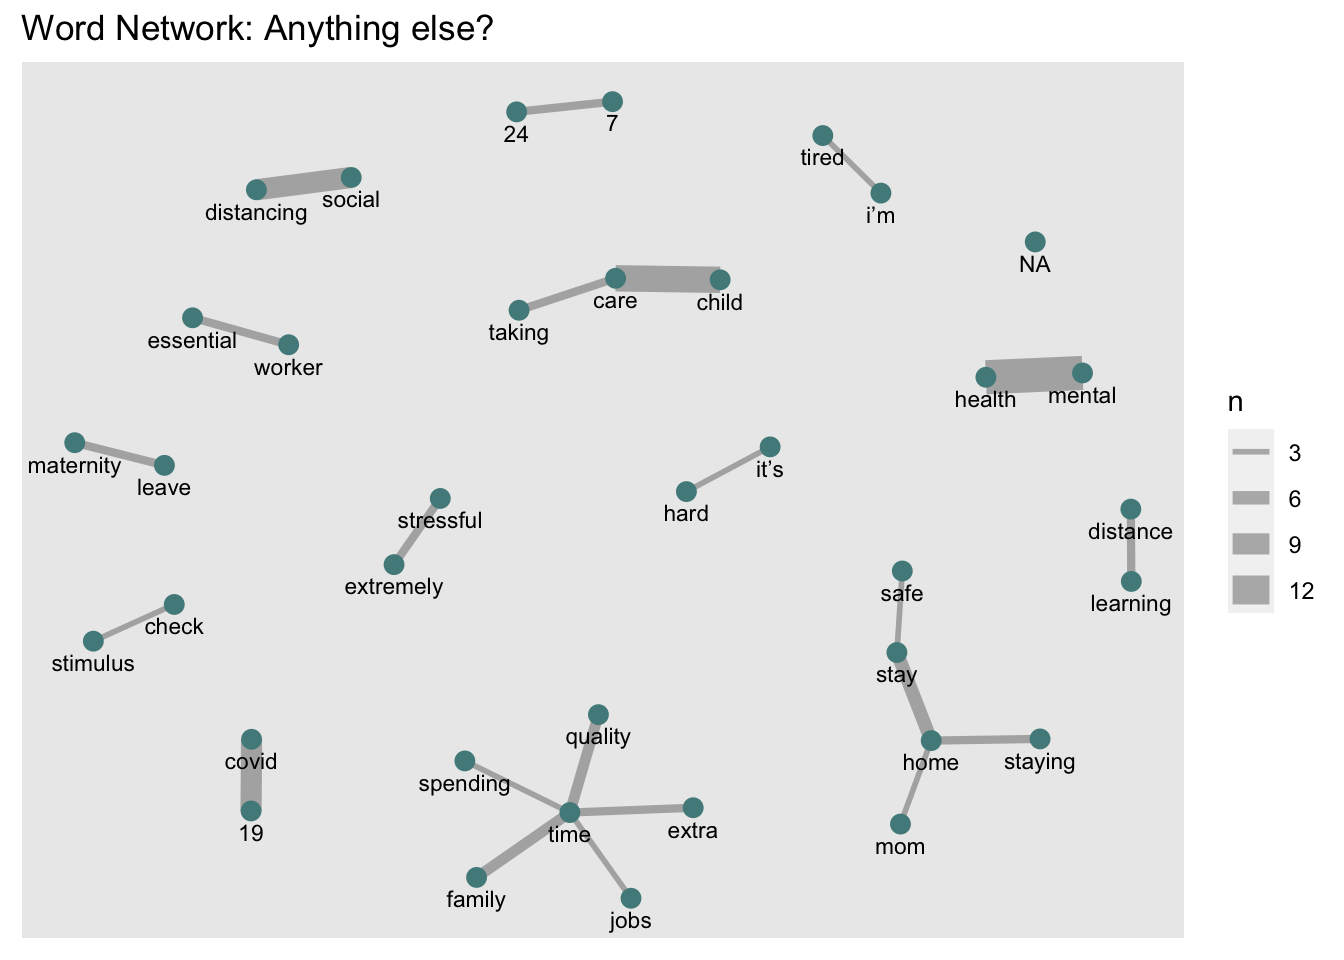 Word Network: Anything else?
24
7
tired
i’m
distancing
social
NA
care
child
taking
essential
worker
health
mental
maternity
leave
it’s
hard
stressful
extremely
distance
learning
safe
check
stimulus
stay
quality
covid
spending
home
staying
19
time
extra
mom
family
jobs
n
3
6
9
12